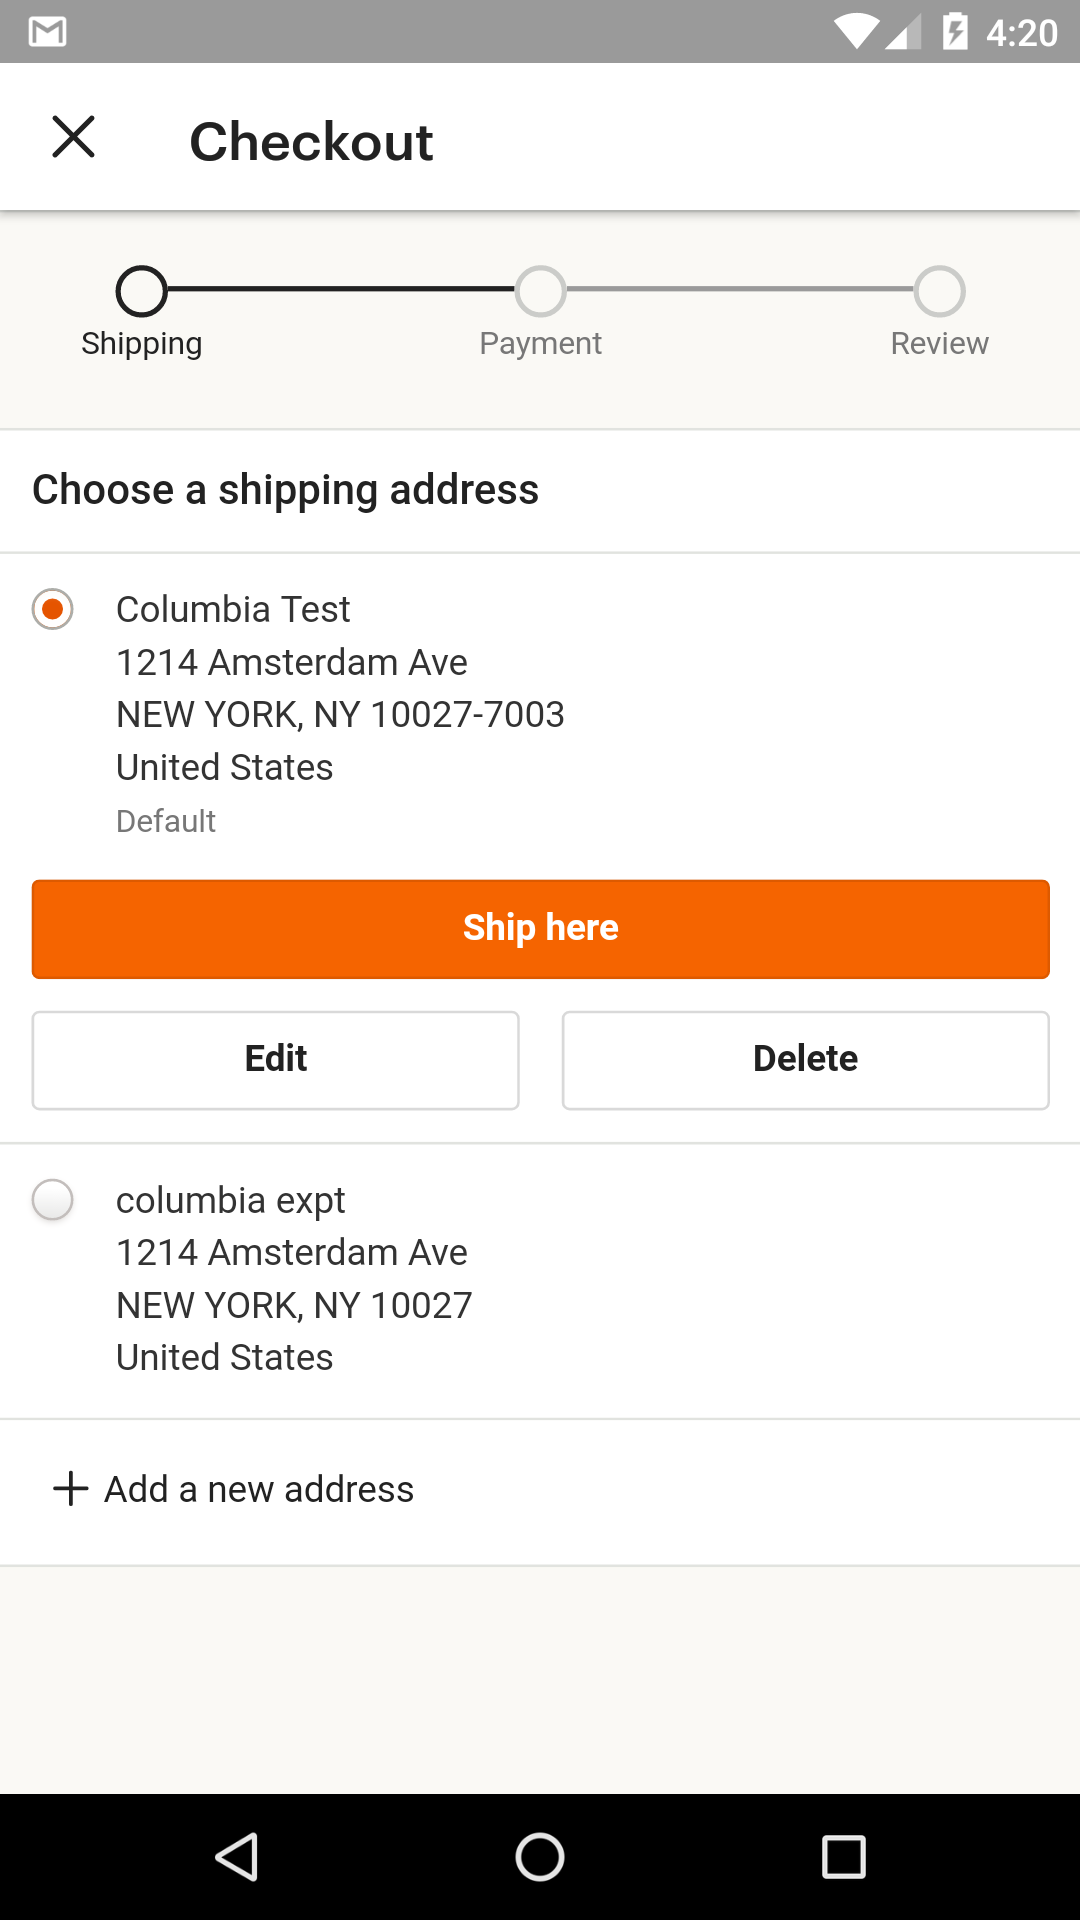 4:20
Checkout
Shipping
Payment
Review
Choose a shipping address
Columbia Test
1214 Amsterdam Ave
NEW YORK, NY 10027-7003
United States
Default
Ship here
Edit
Delete
columbia expt
1214 Amsterdam Ave
NEW YORK, NY 10027
United States
Add a new address